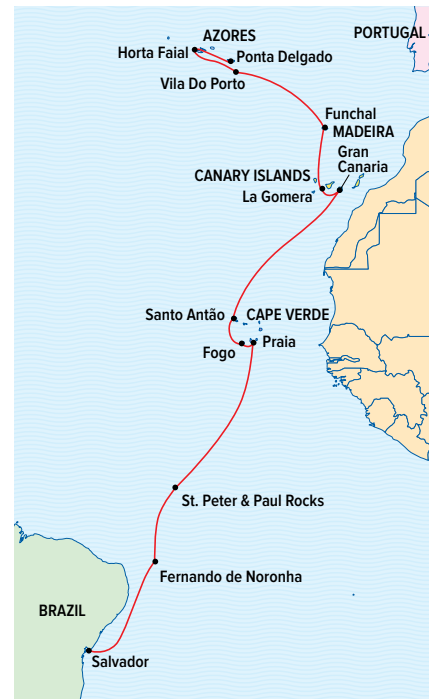 AZORES
PORTUGAL
Horta Faial
Ponta Delgado
Vila Do Porto
Funchal
MADEIRA
Gran
Canaria
CANARY ISLANDS
La Gomera
Santo Antão
CAPE VERDE
Fogo
Praia
St. Peter & Paul Rocks
Fernando de Noronha
BRAZIL
Salvador